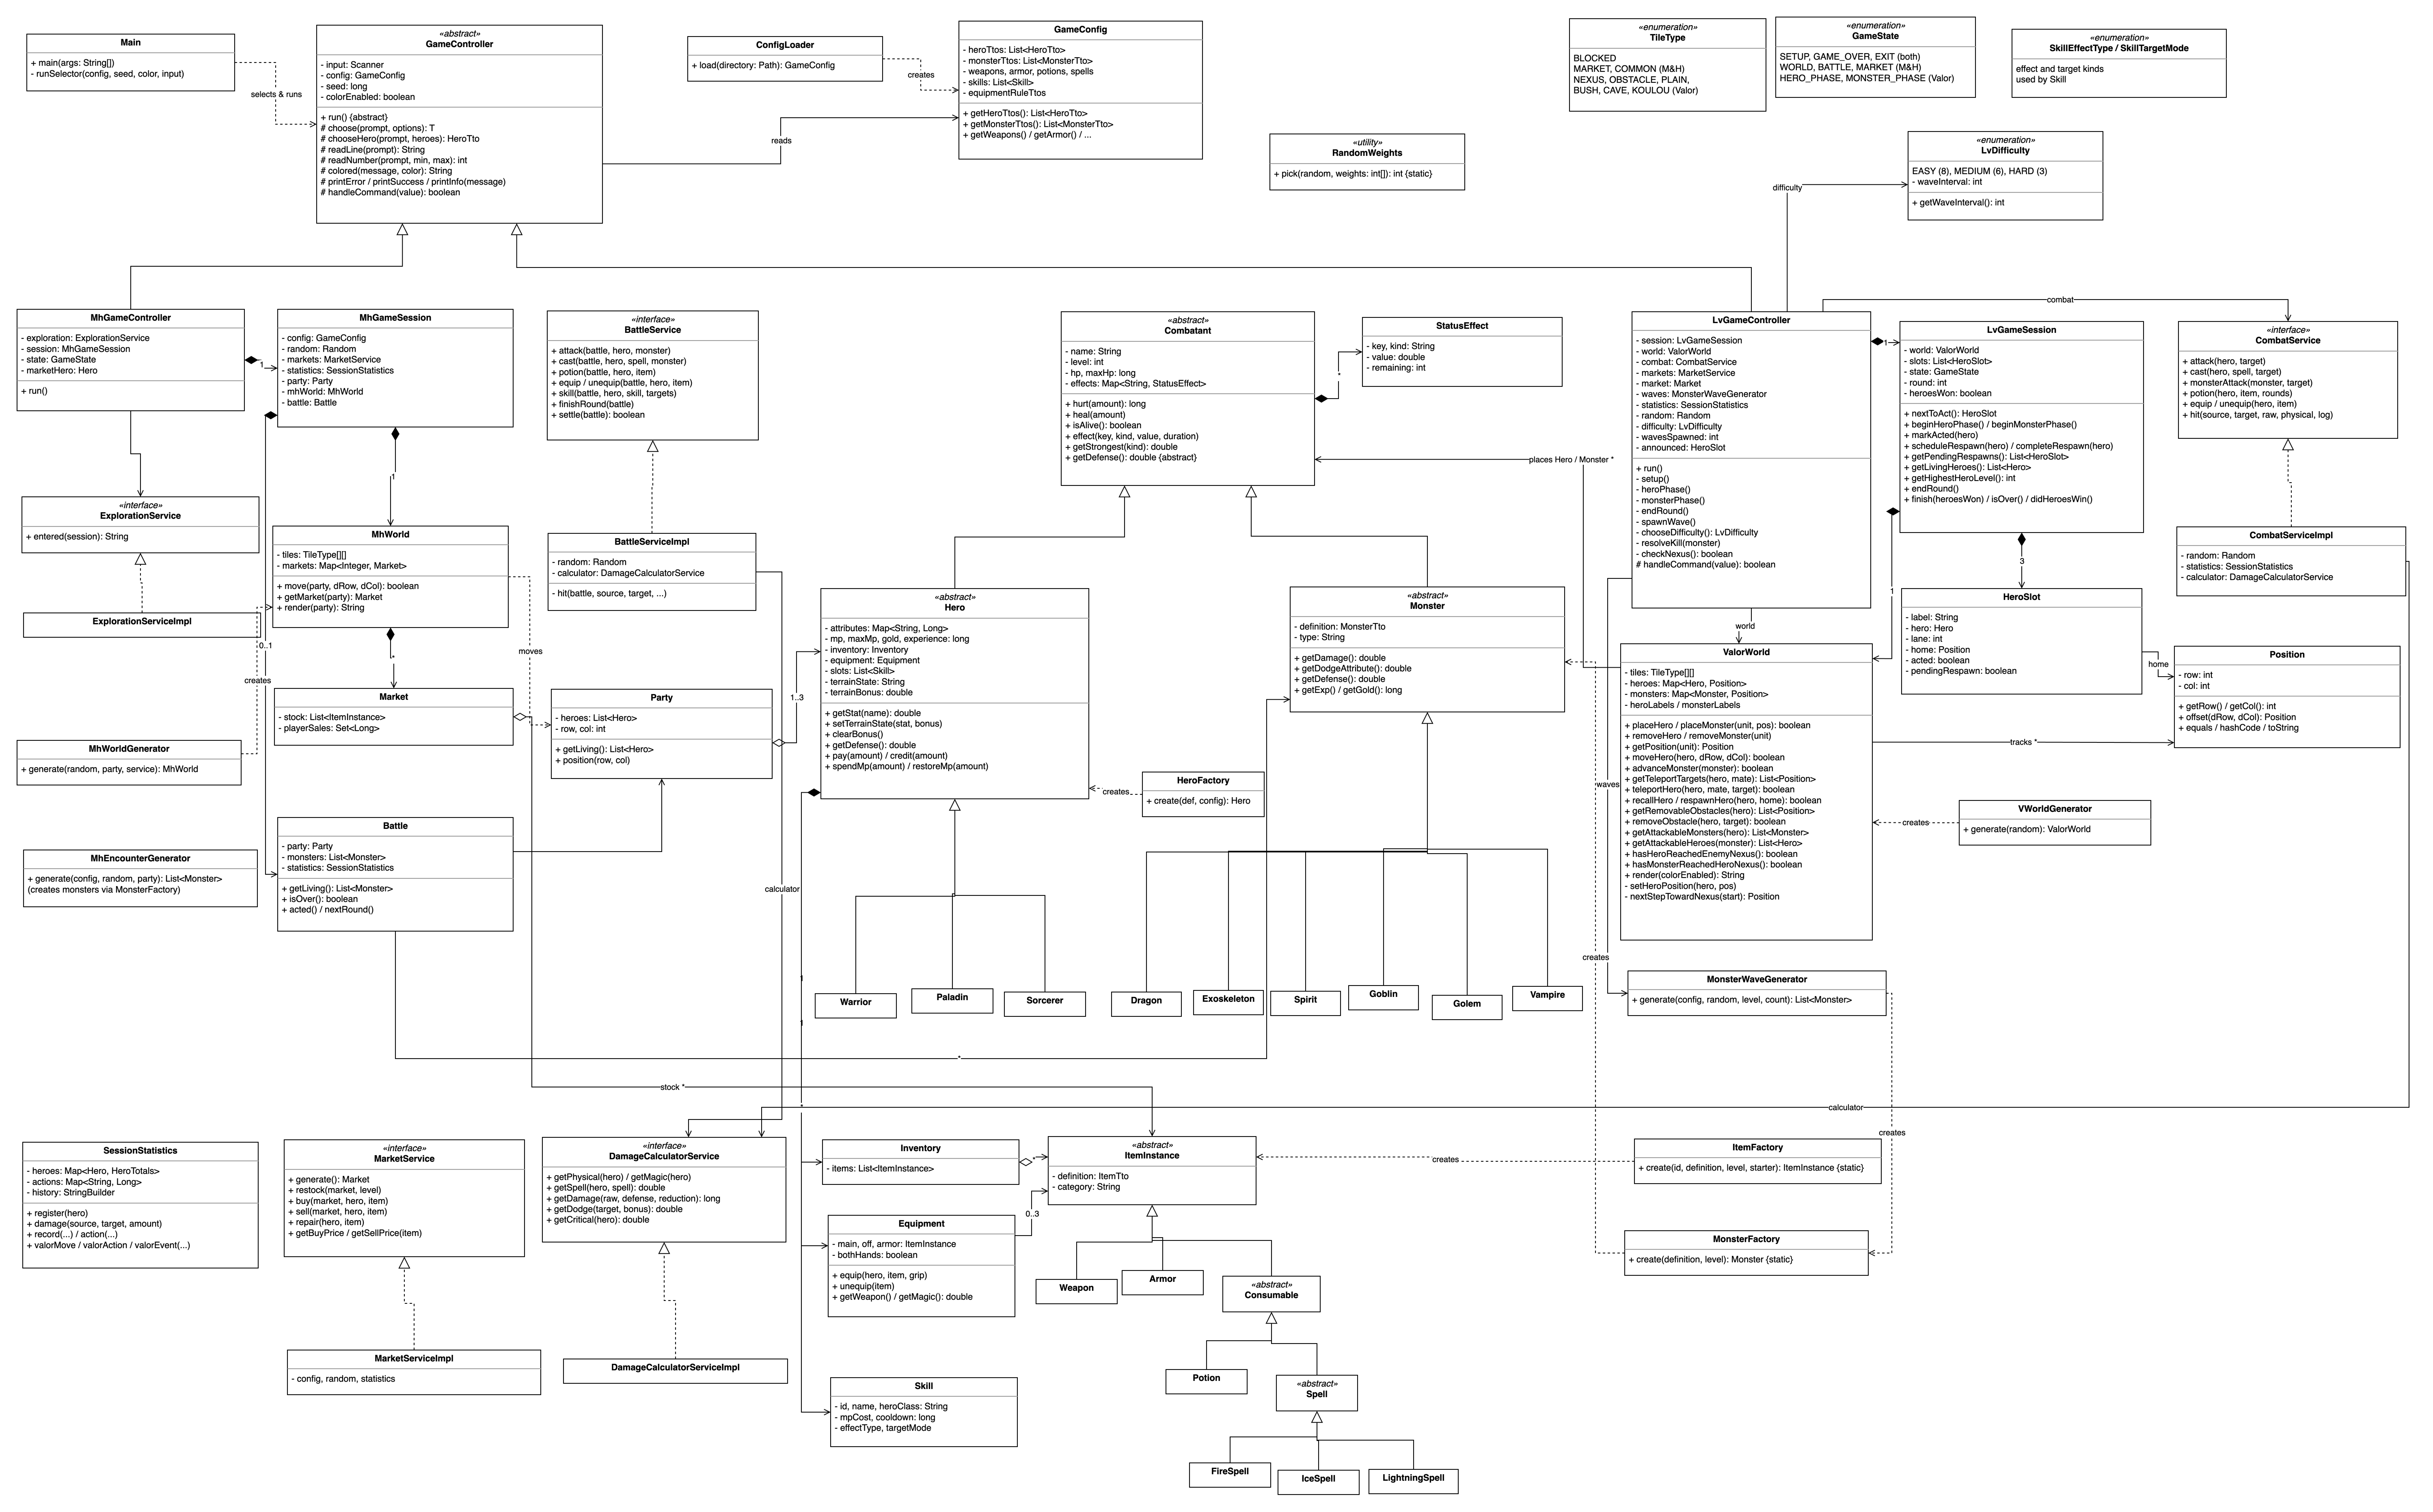 Main
+ main(args: String[])
- runSelector(config, seed, color, input)
selects & runs
«abstract»
GameController
- input: Scanner
- config: GameConfig
- seed: long
- colorEnabled: boolean
+ run() {abstract}
# choose(prompt, options): T
# chooseHero(prompt, heroes): HeroTto
# readLine(prompt): String
# readNumber(prompt, min, max): int
# colored(message, color): String
# printError / printSuccess / printInfo(message)
# handleCommand(value): boolean
ConfigLoader
+ load(directory: Path): GameConfig
creates
reads
GameConfig
- heroTtos: List<HeroTto>
- monsterTtos: List<MonsterTto>
- weapons, armor, potions, spells
- skills: List<Skill>
- equipmentRuleTtos
+ getHeroTtos(): List<HeroTto>
+ getMonsterTtos(): List<MonsterTto>
+ getWeapons() / getArmor() / ...
«utility»
RandomWeights
+ pick(random, weights: int[]): int {static}
«enumeration»
TileType
BLOCKED
MARKET, COMMON (M&H)
NEXUS, OBSTACLE, PLAIN,
BUSH, CAVE, KOULOU (Valor)
«enumeration»
GameState
SETUP, GAME_OVER, EXIT (both)
WORLD, BATTLE, MARKET (M&H)
HERO_PHASE, MONSTER_PHASE (Valor)
«enumeration»
SkillEffectType / SkillTargetMode
effect and target kinds
used by Skill
«enumeration»
LvDifficulty
EASY (8), MEDIUM (6), HARD (3)
- waveInterval: int
+ getWaveInterval(): int
difficulty
MhGameController
- exploration: ExplorationService
- session: MhGameSession
- state: GameState
- marketHero: Hero
+ run()
1
MhGameSession
- config: GameConfig
- random: Random
- markets: MarketService
- statistics: SessionStatistics
- party: Party
- mhWorld: MhWorld
- battle: Battle
1
«interface»
BattleService
+ attack(battle, hero, monster)
+ cast(battle, hero, spell, monster)
+ potion(battle, hero, item)
+ equip / unequip(battle, hero, item)
+ skill(battle, hero, skill, targets)
+ finishRound(battle)
+ settle(battle): boolean
«abstract»
Combatant
- name: String
- level: int
- hp, maxHp: long
- effects: Map<String, StatusEffect>
+ hurt(amount): long
+ heal(amount)
+ isAlive(): boolean
+ effect(key, kind, value, duration)
+ getStrongest(kind): double
+ getDefense(): double {abstract}
*
StatusEffect
- key, kind: String
- value: double
- remaining: int
places Hero / Monster *
LvGameController
- session: LvGameSession
- world: ValorWorld
- combat: CombatService
- markets: MarketService
- market: Market
- waves: MonsterWaveGenerator
- statistics: SessionStatistics
- random: Random
- difficulty: LvDifficulty
- wavesSpawned: int
- announced: HeroSlot
+ run()
- setup()
- heroPhase()
- monsterPhase()
- endRound()
- spawnWave()
- chooseDifficulty(): LvDifficulty
- resolveKill(monster)
- checkNexus(): boolean
# handleCommand(value): boolean
combat
1
LvGameSession
- world: ValorWorld
- slots: List<HeroSlot>
- state: GameState
- round: int
- heroesWon: boolean
+ nextToAct(): HeroSlot
+ beginHeroPhase() / beginMonsterPhase()
+ markActed(hero)
+ scheduleRespawn(hero) / completeRespawn(hero)
+ getPendingRespawns(): List<HeroSlot>
+ getLivingHeroes(): List<Hero>
+ getHighestHeroLevel(): int
+ endRound()
+ finish(heroesWon) / isOver() / didHeroesWin()
3
1
«interface»
CombatService
+ attack(hero, target)
+ cast(hero, spell, target)
+ monsterAttack(monster, target)
+ potion(hero, item, rounds)
+ equip / unequip(hero, item)
+ hit(source, target, raw, physical, log)
«interface»
ExplorationService
+ entered(session): String
ExplorationServiceImpl
0..1
creates
MhWorld
- tiles: TileType[][]
- markets: Map<Integer, Market>
+ move(party, dRow, dCol): boolean
+ getMarket(party): Market
+ render(party): String
*
moves
BattleServiceImpl
- random: Random
- calculator: DamageCalculatorService
- hit(battle, source, target, ...)
«abstract»
Hero
- attributes: Map<String, Long>
- mp, maxMp, gold, experience: long
- inventory: Inventory
- equipment: Equipment
- slots: List<Skill>
- terrainState: String
- terrainBonus: double
+ getStat(name): double
+ setTerrainState(stat, bonus)
+ clearBonus()
+ getDefense(): double
+ pay(amount) / credit(amount)
+ spendMp(amount) / restoreMp(amount)
1..3
«abstract»
Monster
- definition: MonsterTto
- type: String
+ getDamage(): double
+ getDodgeAttribute(): double
+ getDefense(): double
+ getExp() / getGold(): long
CombatServiceImpl
- random: Random
- statistics: SessionStatistics
- calculator: DamageCalculatorService
HeroSlot
- label: String
- hero: Hero
- lane: int
- home: Position
- acted: boolean
- pendingRespawn: boolean
home
Position
- row: int
- col: int
+ getRow() / getCol(): int
+ offset(dRow, dCol): Position
+ equals / hashCode / toString
world
ValorWorld
- tiles: TileType[][]
- heroes: Map<Hero, Position>
- monsters: Map<Monster, Position>
- heroLabels / monsterLabels
+ placeHero / placeMonster(unit, pos): boolean
+ removeHero / removeMonster(unit)
+ getPosition(unit): Position
+ moveHero(hero, dRow, dCol): boolean
+ advanceMonster(monster): boolean
+ getTeleportTargets(hero, mate): List<Position>
+ teleportHero(hero, mate, target): boolean
+ recallHero / respawnHero(hero, home): boolean
+ getRemovableObstacles(hero): List<Position>
+ removeObstacle(hero, target): boolean
+ getAttackableMonsters(hero): List<Monster>
+ getAttackableHeroes(monster): List<Hero>
+ hasHeroReachedEnemyNexus(): boolean
+ hasMonsterReachedHeroNexus(): boolean
+ render(colorEnabled): String
- setHeroPosition(hero, pos)
- nextStepTowardNexus(start): Position
tracks *
waves
Market
- stock: List<ItemInstance>
- playerSales: Set<Long>
Party
- heroes: List<Hero>
- row, col: int
+ getLiving(): List<Hero>
+ position(row, col)
MhWorldGenerator
+ generate(random, party, service): MhWorld
HeroFactory
+ create(def, config): Hero
creates
VWorldGenerator
+ generate(random): ValorWorld
creates
Battle
- party: Party
- monsters: List<Monster>
- statistics: SessionStatistics
+ getLiving(): List<Monster>
+ isOver(): boolean
+ acted() / nextRound()
MhEncounterGenerator
+ generate(config, random, party): List<Monster>
(creates monsters via MonsterFactory)
calculator
creates
1
1
Warrior
Paladin
Sorcerer
Dragon
Exoskeleton
Spirit
Goblin
Golem
Vampire
MonsterWaveGenerator
+ generate(config, random, level, count): List<Monster>
*
stock *
*
calculator
creates
SessionStatistics
- heroes: Map<Hero, HeroTotals>
- actions: Map<String, Long>
- history: StringBuilder
+ register(hero)
+ damage(source, target, amount)
+ record(...) / action(...)
+ valorMove / valorAction / valorEvent(...)
«interface»
MarketService
+ generate(): Market
+ restock(market, level)
+ buy(market, hero, item)
+ sell(market, hero, item)
+ repair(hero, item)
+ getBuyPrice / getSellPrice(item)
«interface»
DamageCalculatorService
+ getPhysical(hero) / getMagic(hero)
+ getSpell(hero, spell): double
+ getDamage(raw, defense, reduction): long
+ getDodge(target, bonus): double
+ getCritical(hero): double
Inventory
- items: List<ItemInstance>
*
«abstract»
ItemInstance
- definition: ItemTto
- category: String
creates
ItemFactory
+ create(id, definition, level, starter): ItemInstance {static}
0..3
Equipment
- main, off, armor: ItemInstance
- bothHands: boolean
+ equip(hero, item, grip)
+ unequip(item)
+ getWeapon() / getMagic(): double
MonsterFactory
+ create(definition, level): Monster {static}
Weapon
Armor
«abstract»
Consumable
MarketServiceImpl
- config, random, statistics
DamageCalculatorServiceImpl
Skill
- id, name, heroClass: String
- mpCost, cooldown: long
- effectType, targetMode
Potion
«abstract»
Spell
FireSpell
IceSpell
LightningSpell